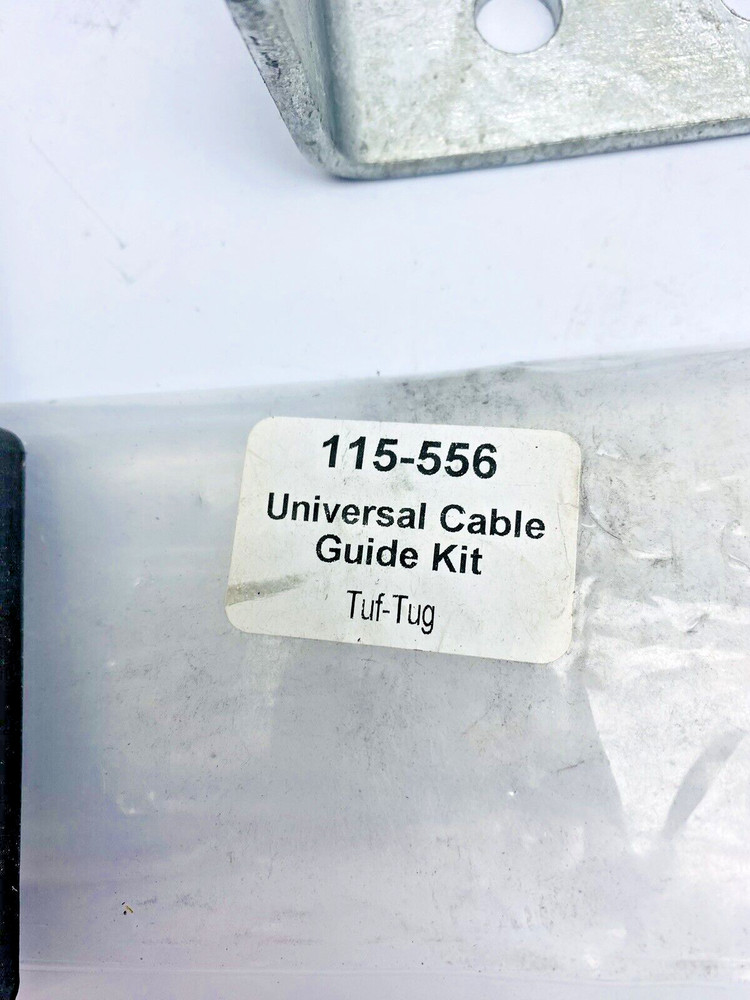 115-556
Universal Cable
Guide Kit
Tuf-Tug